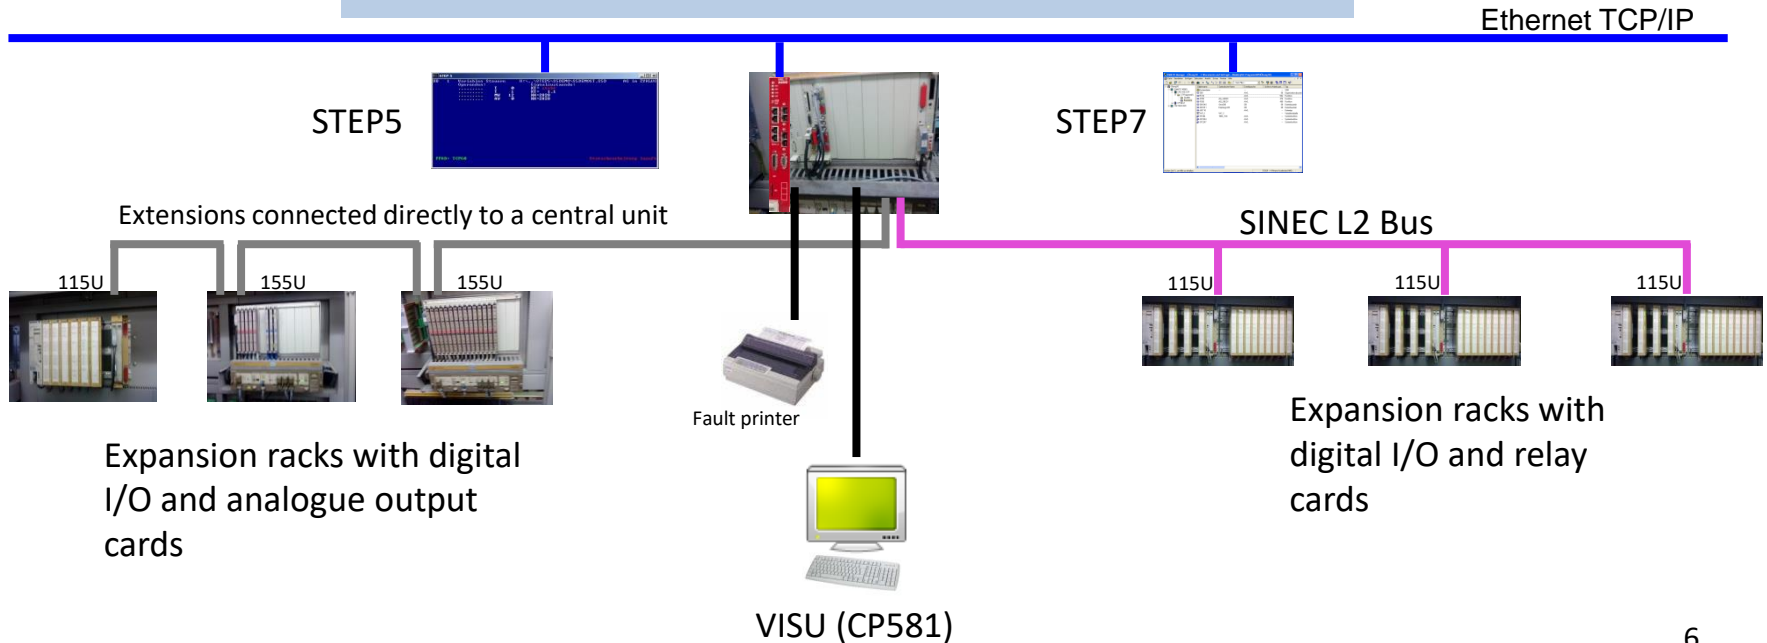 Ethernet TCP/IP
STEP5
STEP7
Extensions connected directly to a central unit
SINEC L2 Bus
115U
155U
155U
115U
115U
115U
Fault printer
Expansion racks with digital
I/O and analogue output
cards
Expansion racks with
digital I/O and relay
cards
VISU (CP581)
6